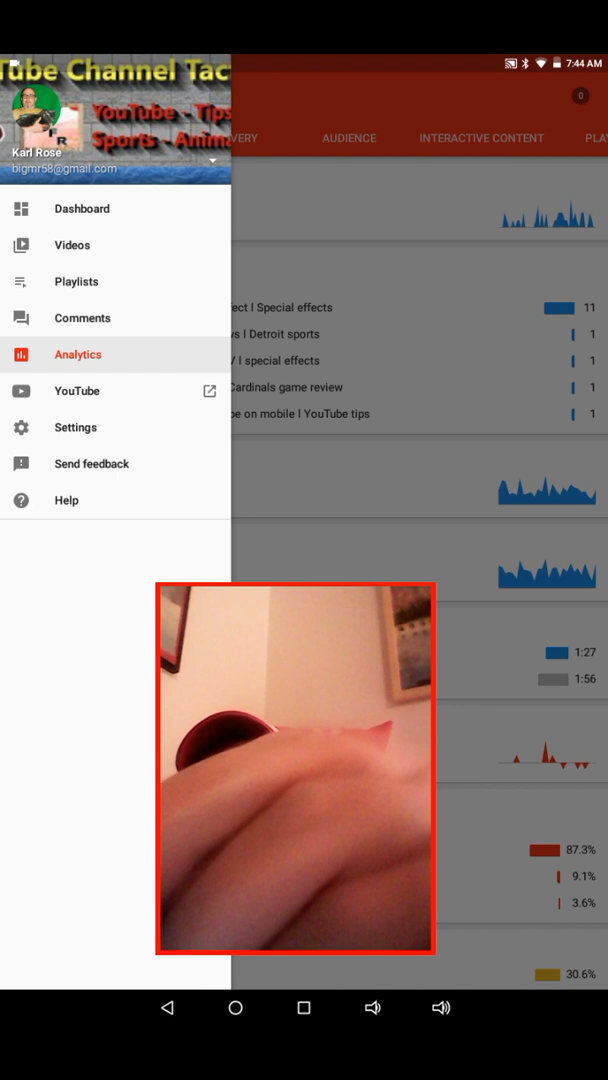 Tube Channel Tac
YouTube - Tips
Sports - Anima
Karl Rose
bigmr58@gmail.com
7:44 AM
0
VERY
AUDIENCE
INTERACTIVE CONTENT
PLA
Dashboard
Videos
Playlists
Comments
Analytics
YouTube
Settings
Send feedback
Help
fect l Special effects
11
vs l Detroit sports
1
V l special effects
1
Cardinals game review
1
be on mobile l YouTube tips
1
1:27
1:56
87.3%
9.1%
3.6%
30.6%